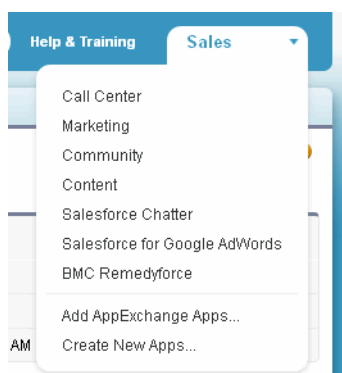 Help & Training Sales
Call Center
Marketing
Community
Content
Salesforce Chatter
Salesforce for Google AdWords
BMC Remedyforce
Add AppExchange Apps...
Create New Apps...
AM